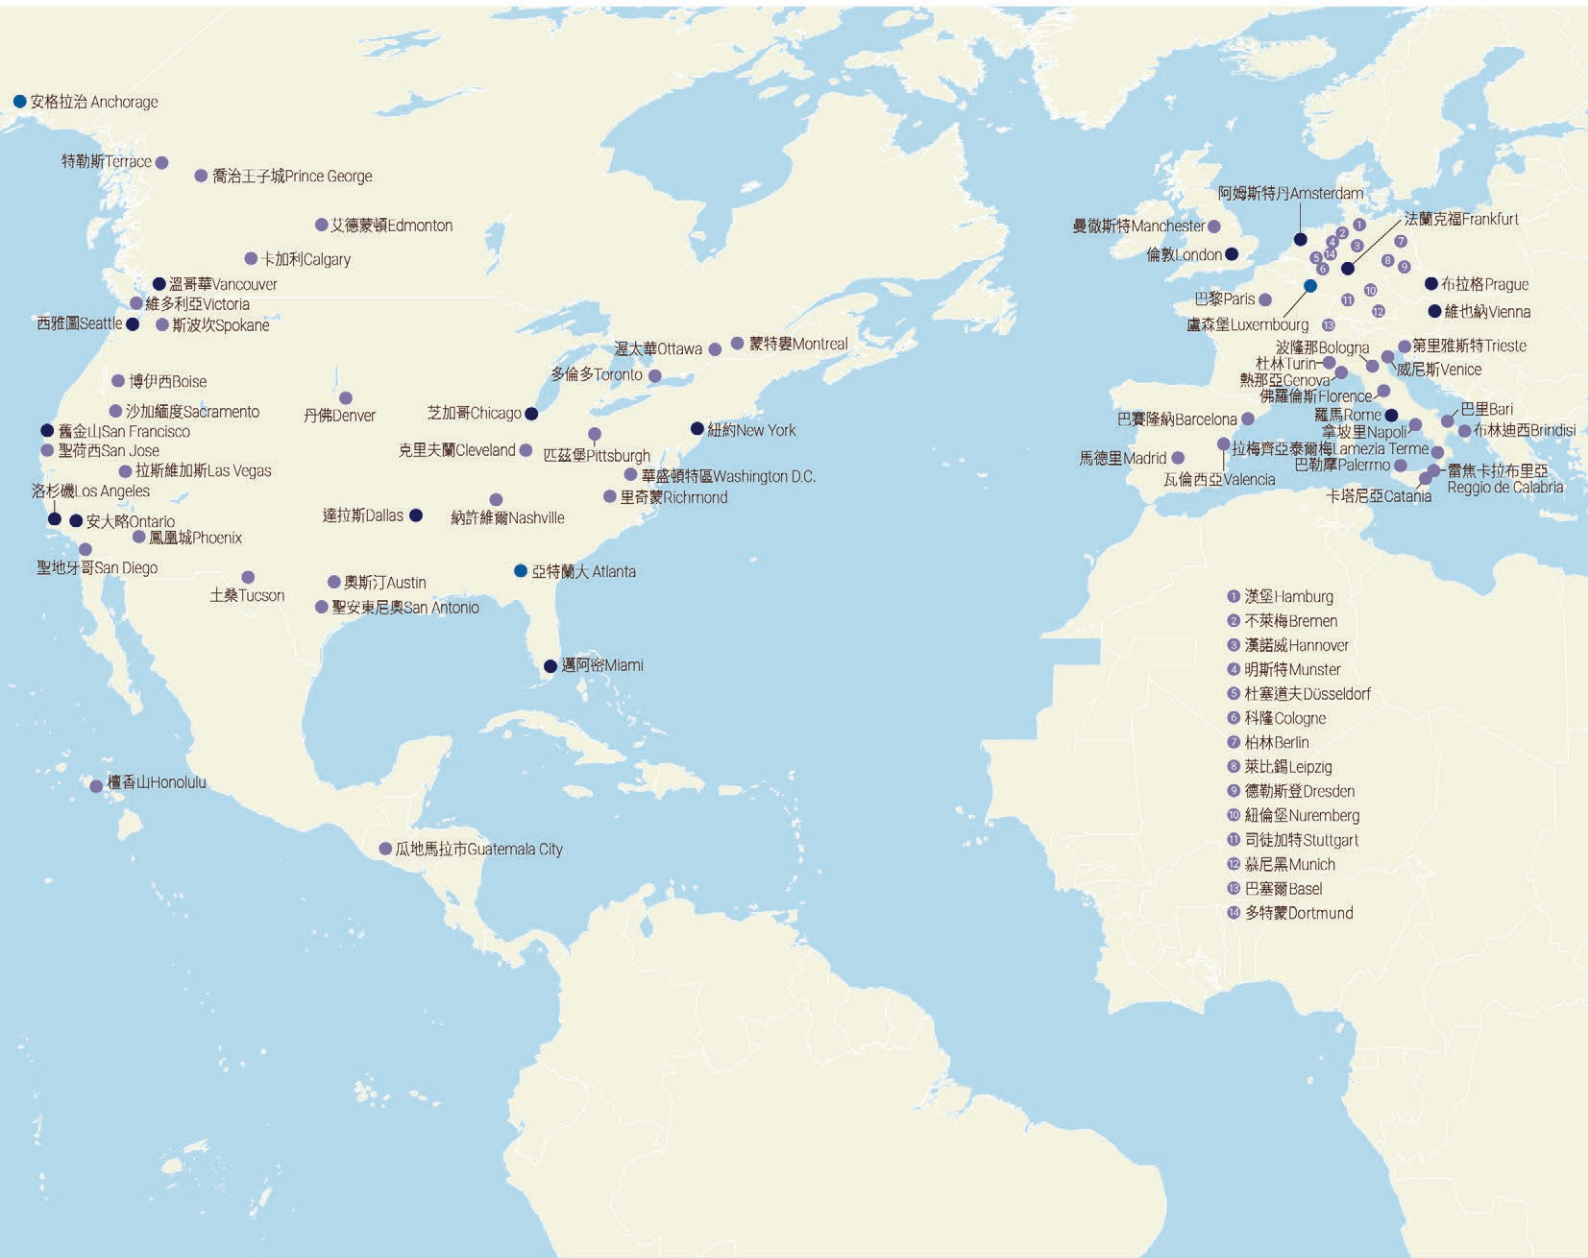 安格拉治 Anchorage
特勒斯Terrace
喬治王子城Prince George
艾德蒙頓Edmonton
卡加利Calgary
溫哥華Vancouver
維多利亞Victoria
西雅圖Seattle
斯波坎Spokane
渥太華Ottawa
蒙特婁Montreal
多倫多Toronto
博伊西Boise
沙加緬度Sacramento
丹佛Denver
芝加哥Chicago
舊金山San Francisco
紐約New York
聖荷西San Jose
克里夫蘭Cleveland
匹茲堡Pittsburgh
拉斯維加斯Las Vegas
華盛頓特區Washington D.C.
洛杉磯Los Angeles
里奇蒙Richmond
安大略Ontario
達拉斯Dallas
納許維爾Nashville
鳳凰城Phoenix
聖地牙哥San Diego
土桑Tucson
奧斯汀Austin
亞特蘭大 Atlanta
聖安東尼奧San Antonio
邁阿密Miami
檀香山Honolulu
瓜地馬拉市Guatemala City
阿姆斯特丹Amsterdam
曼徹斯特Manchester
法蘭克福Frankfurt
倫敦London
布拉格Prague
巴黎Paris
維也納Vienna
盧森堡Luxembourg
波隆那Bologna
第里雅斯特Trieste
杜林Turin
威尼斯Venice
熱那亞Genova
佛羅倫斯Florence
羅馬Rome
巴里Bari
巴賽隆納Barcelona
拿坡里Napoli
布林迪西Brindisi
拉梅齊亞泰爾梅Lamezia Terme
馬德里Madrid
巴勒摩Palermo
瓦倫西亞Valencia
雷焦卡拉布里亞
Reggio de Calabria
卡塔尼亞Catania
1
2
3
4
14
5
6
7
8
9
10
11
12
13
1 漢堡Hamburg
2 不萊梅Bremen
3 漢諾威Hannover
4 明斯特Munster
5 杜塞道夫Düsseldorf
6 科隆Cologne
7 柏林Berlin
8 萊比錫Leipzig
9 德勒斯登Dresden
10 紐倫堡Nuremberg
11 司徒加特Stuttgart
12 慕尼黑Munich
13 巴塞爾Basel
14 多特蒙Dortmund